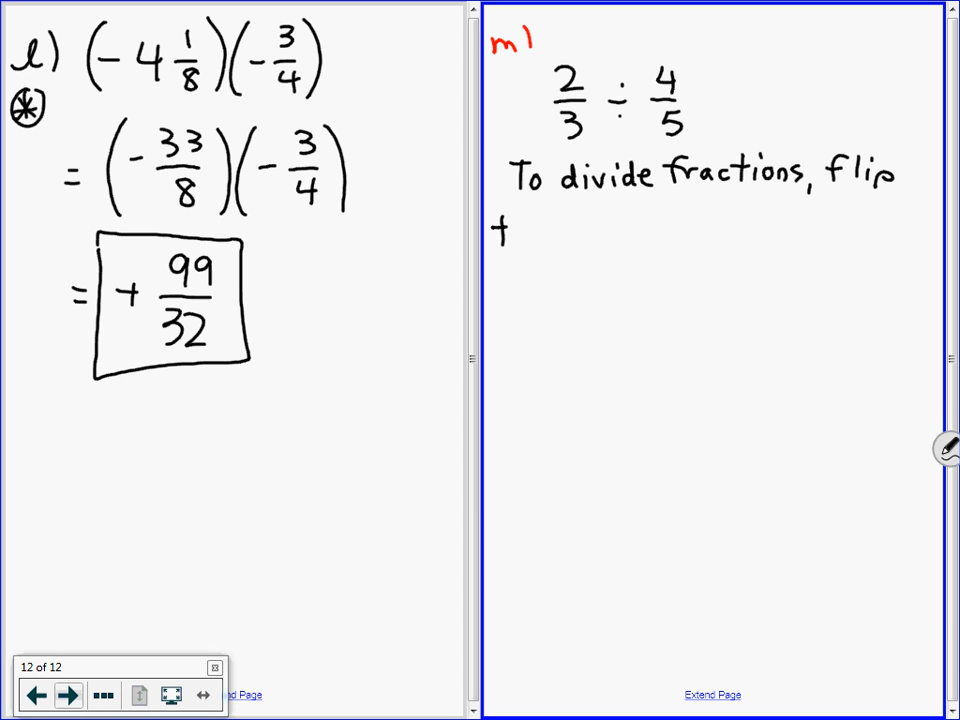 l) (-4 1/8)(-3/4)
= (-33/8)(-3/4)
= + 99/32
m)
2/3 ÷ 4/5
To divide fractions, flip
t
12 of 12
nd Page
Extend Page